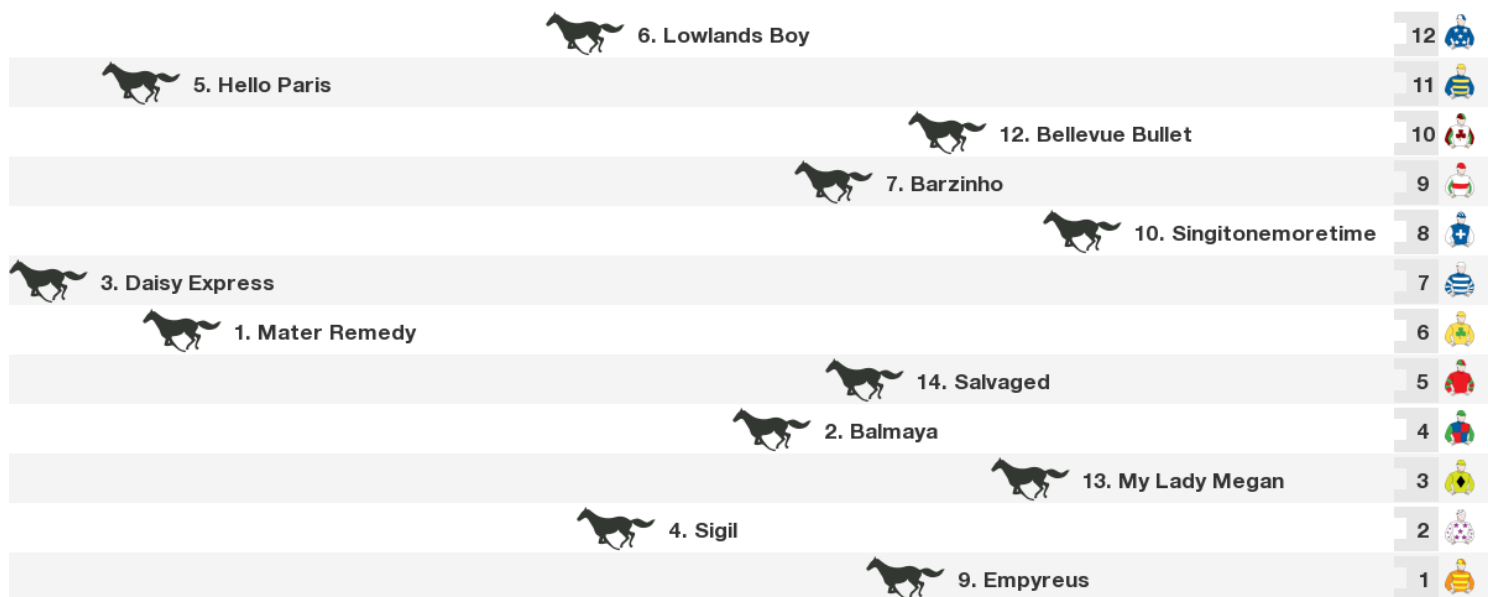 6. Lowlands Boy 12
5. Hello Paris 11
12. Bellevue Bullet 10
7. Barzinho 9
10. Singitonemoretime 8
3. Daisy Express 7
1. Mater Remedy 6
14. Salvaged 5
2. Balmaya 4
13. My Lady Megan 3
4. Sigil 2
9. Empyreus 1